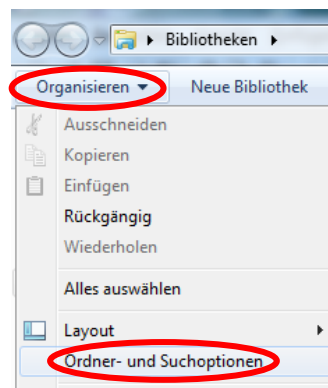 Bibliotheken
Organisieren Neue Bibliothek
Ausschneiden
Kopieren
Einfügen
Rückgängig
Wiederholen
Alles auswählen
Layout
Ordner- und Suchoptionen